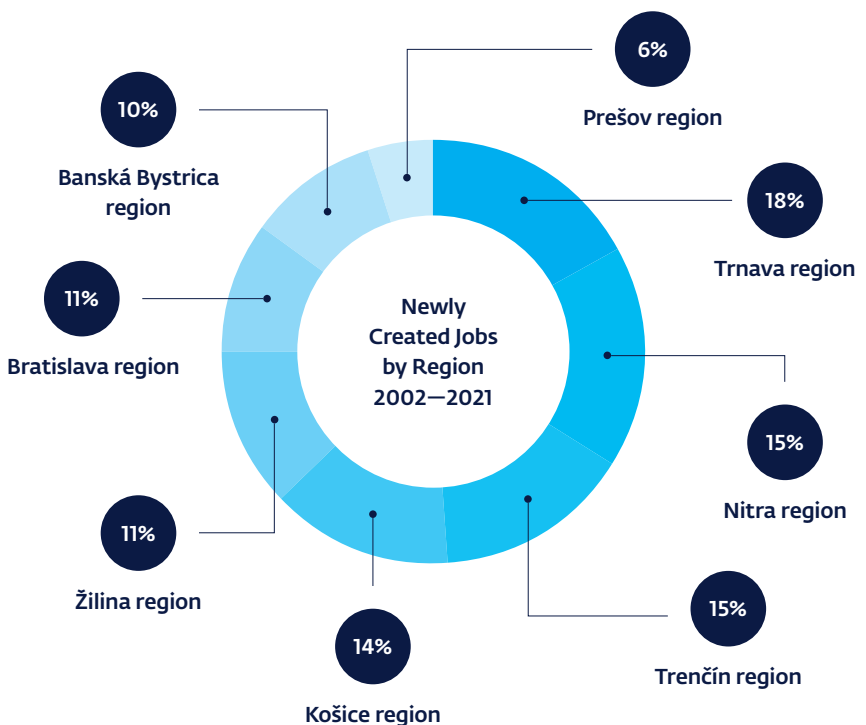 Newly
Created Jobs
by Region
2002—2021
6%
Prešov region
18%
Trnava region
15%
Nitra region
15%
Trenčín region
14%
Košice region
11%
Žilina region
11%
Bratislava region
10%
Banská Bystrica
region